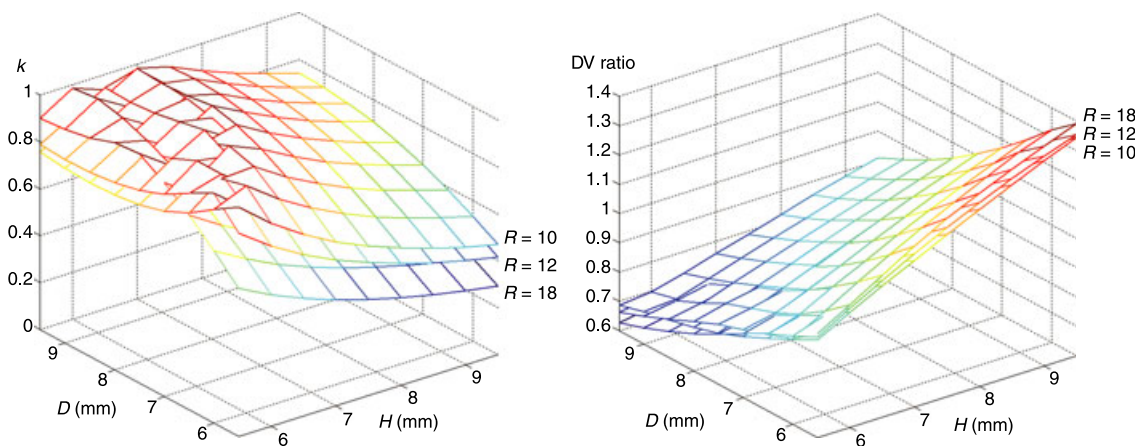 k
1
0.8
0.6
0.4
0.2
0
9
8
7
6
D (mm)
6
7
8
9
H (mm)
R = 10
R = 12
R = 18
DV ratio
1.4
1.3
1.2
1.1
1
0.9
0.8
0.7
0.6
9
8
7
6
D (mm)
6
7
8
9
H (mm)
R = 18
R = 12
R = 10